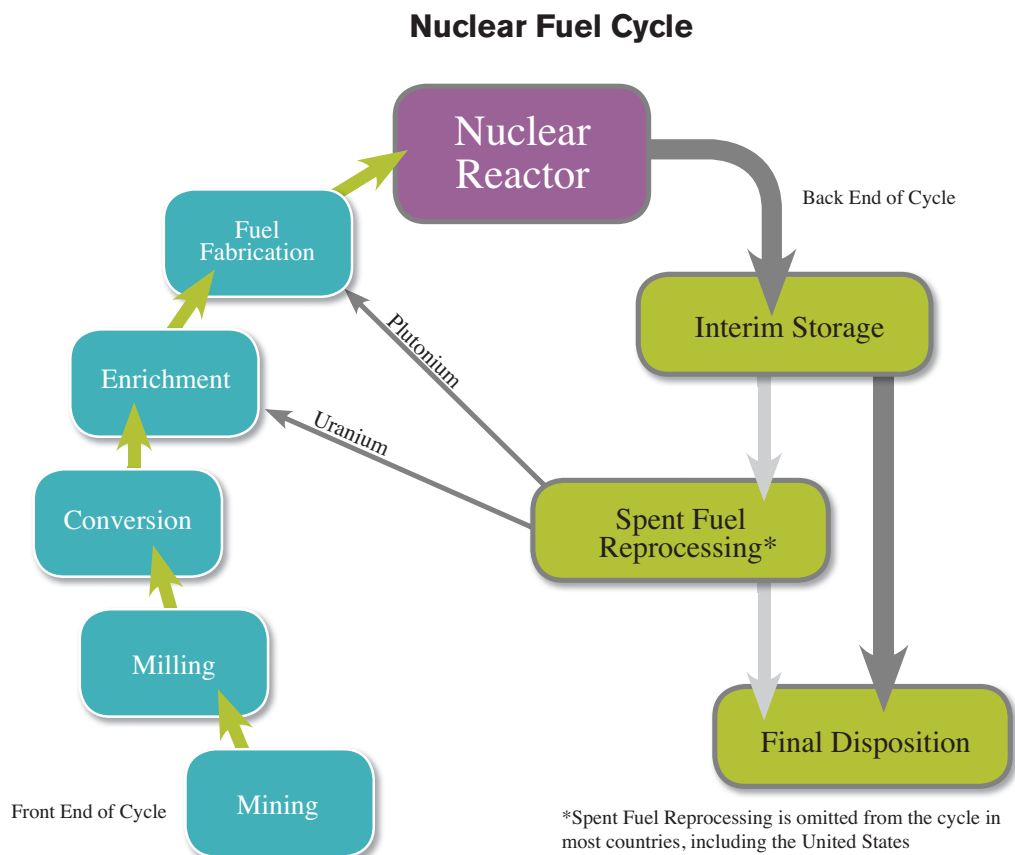 Nuclear Fuel Cycle
Nuclear
Reactor
Back End of Cycle
Fuel
Fabrication
Interim Storage
Plutonium
Enrichment
Uranium
Conversion
Spent Fuel
Reprocessing*
Milling
Final Disposition
Mining
Front End of Cycle
*Spent Fuel Reprocessing is omitted from the cycle in
most countries, including the United States